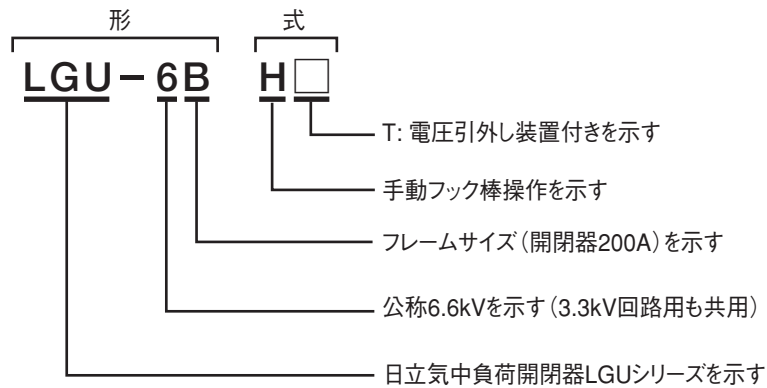 形 式
LGU-6B H□
T: 電圧引外し装置付きを示す
手動フック棒操作を示す
フレームサイズ（開閉器200A）を示す
公称6.6kVを示す（3.3kV回路用も共用）
日立気中負荷開閉器LGUシリーズを示す